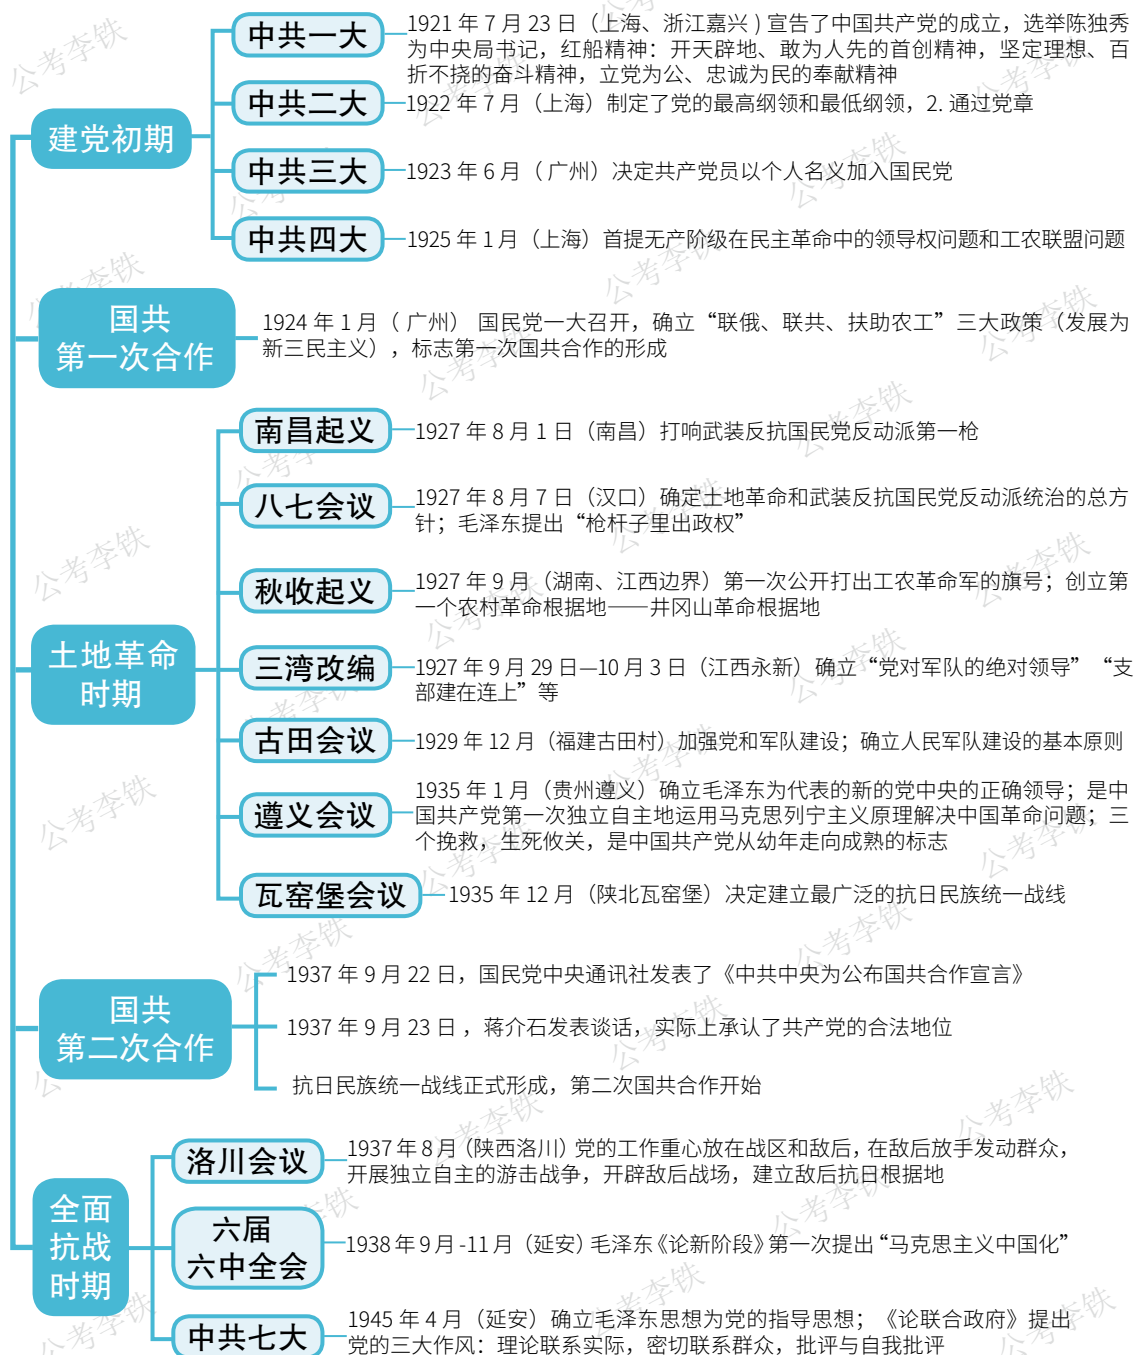 建党初期
中共一大
1921 年 7 月 23 日（上海、浙江嘉兴 ) 宣告了中国共产党的成立，选举陈独秀
为中央局书记，红船精神：开天辟地、敢为人先的首创精神，坚定理想、百
折不挠的奋斗精神，立党为公、忠诚为民的奉献精神
中共二大
1922 年 7 月（上海）制定了党的最高纲领和最低纲领，2. 通过党章
中共三大
1923 年 6 月（ 广州）决定共产党员以个人名义加入国民党
中共四大
1925 年 1 月（上海）首提无产阶级在民主革命中的领导权问题和工农联盟问题
国共
第一次合作
1924 年 1 月（ 广州） 国民党一大召开，确立“联俄、联共、扶助农工”三大政策（发展为
新三民主义），标志第一次国共合作的形成
土地革命
时期
南昌起义
1927 年 8 月 1 日（南昌）打响武装反抗国民党反动派第一枪
八七会议
1927 年 8 月 7 日（汉口）确定土地革命和武装反抗国民党反动派统治的总方
针；毛泽东提出“枪杆子里出政权”
秋收起义
1927 年 9 月（湖南、江西边界）第一次公开打出工农革命军的旗号；创立第
一个农村革命根据地——井冈山革命根据地
三湾改编
1927 年 9 月 29 日—10 月 3 日（江西永新）确立“党对军队的绝对领导”“支
部建在连上”等
古田会议
1929 年 12 月（福建古田村）加强党和军队建设；确立人民军队建设的基本原则
遵义会议
1935 年 1 月（贵州遵义）确立毛泽东为代表的新的党中央的正确领导；是中
国共产党第一次独立自主地运用马克思列宁主义原理解决中国革命问题；三
个挽救，生死攸关，是中国共产党从幼年走向成熟的标志
瓦窑堡会议
1935 年 12 月（陕北瓦窑堡）决定建立最广泛的抗日民族统一战线
国共
第二次合作
1937 年 9 月 22 日，国民党中央通讯社发表了《中共中央为公布国共合作宣言》
1937 年 9 月 23 日 ，蒋介石发表谈话，实际上承认了共产党的合法地位
抗日民族统一战线正式形成，第二次国共合作开始
全面
抗战
时期
洛川会议
1937 年 8 月（陕西洛川）党的工作重心放在战区和敌后，在敌后放手发动群众，
开展独立自主的游击战争，开辟敌后战场，建立敌后抗日根据地
六届
六中全会
1938 年 9 月 -11 月（延安）毛泽东《论新阶段》第一次提出“马克思主义中国化”
中共七大
1945 年 4 月（延安）确立毛泽东思想为党的指导思想；《论联合政府》提出
党的三大作风：理论联系实际，密切联系群众，批评与自我批评
公考李铁